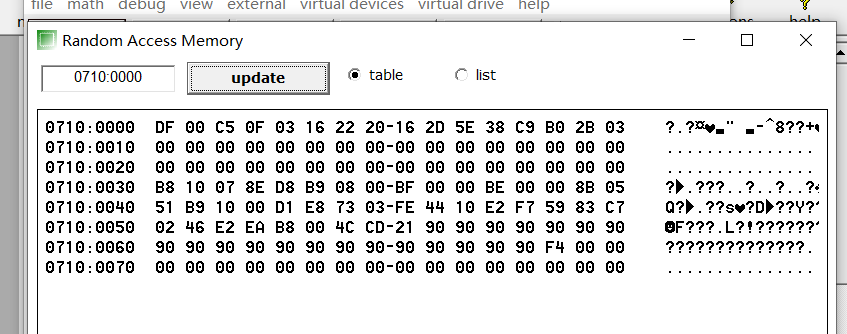 file math debug view external virtual devices virtual drive help
help
Random Access Memory
0710:0000 update table list
0710:0000 DF 00 C5 0F 03 16 22 20-16 2D 5E 38 C9 B0 2B 03 ?.?¤♥▬" ▬-^8??+♥
0710:0010 00 00 00 00 00 00 00 00-00 00 00 00 00 00 00 00 ................
0710:0020 00 00 00 00 00 00 00 00-00 00 00 00 00 00 00 00 ................
0710:0030 B8 10 07 8E D8 B9 08 00-BF 00 00 BE 00 00 8B 05 ?►.???..?..?..?
0710:0040 51 B9 10 00 D1 E8 73 03-FE 44 10 E2 F7 59 83 C7 Q?►.??s♥?D►??Y?
0710:0050 02 46 E2 EA B8 00 4C CD-21 90 90 90 90 90 90 90 ☻F???.L?!??????
0710:0060 90 90 90 90 90 90 90 90-90 90 90 90 90 F4 00 00 ??????????????.
0710:0070 00 00 00 00 00 00 00 00-00 00 00 00 00 00 00 00 ................